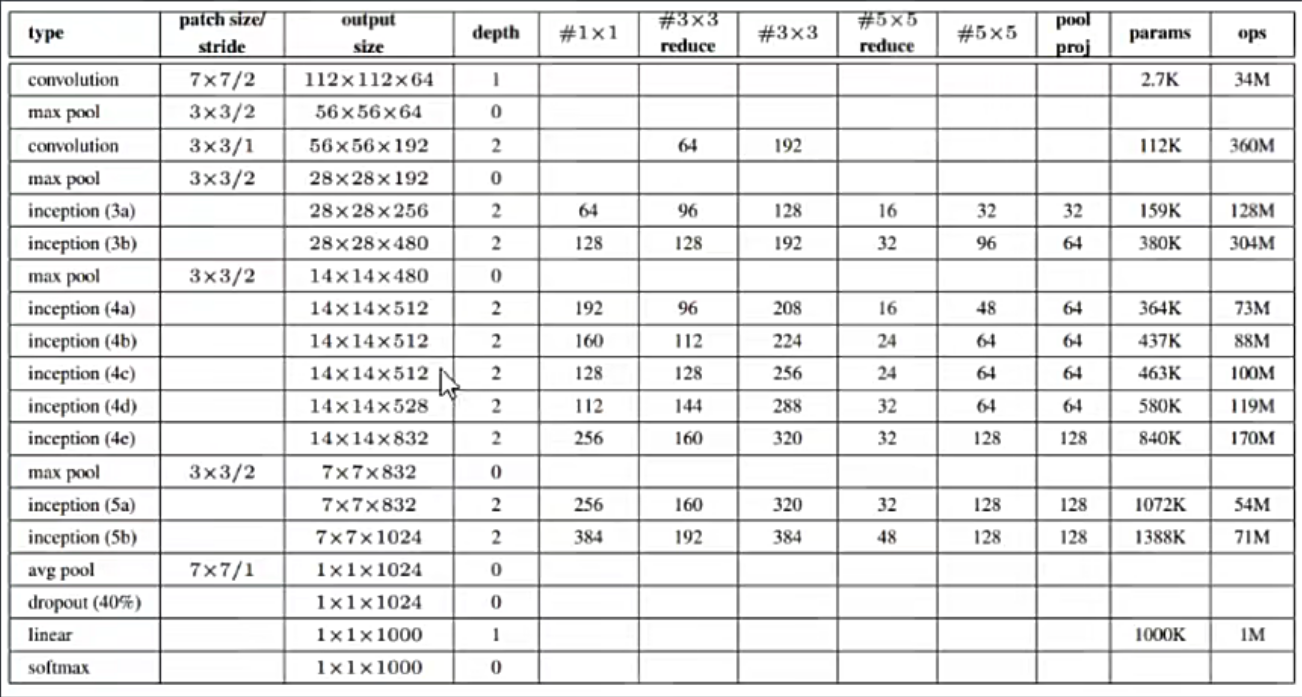 type patch size/ stride output size depth #1×1 #3×3 reduce #3×3 #5×5 reduce #5×5 pool proj params ops
convolution 7×7/2 112×112×64 1 2.7K 34M
max pool 3×3/2 56×56×64 0
convolution 3×3/1 56×56×192 2 64 192 112K 360M
max pool 3×3/2 28×28×192 0
inception (3a) 28×28×256 2 64 96 128 16 32 32 159K 128M
inception (3b) 28×28×480 2 128 128 192 32 96 64 380K 304M
max pool 3×3/2 14×14×480 0
inception (4a) 14×14×512 2 192 96 208 16 48 64 364K 73M
inception (4b) 14×14×512 2 160 112 224 24 64 64 437K 88M
inception (4c) 14×14×512 2 128 128 256 24 64 64 463K 100M
inception (4d) 14×14×528 2 112 144 288 32 64 64 580K 119M
inception (4e) 14×14×832 2 256 160 320 32 128 128 840K 170M
max pool 3×3/2 7×7×832 0
inception (5a) 7×7×832 2 256 160 320 32 128 128 1072K 54M
inception (5b) 7×7×1024 2 384 192 384 48 128 128 1388K 71M
avg pool 7×7/1 1×1×1024 0
dropout (40%) 1×1×1024 0
linear 1×1×1000 1 1000K 1M
softmax 1×1×1000 0